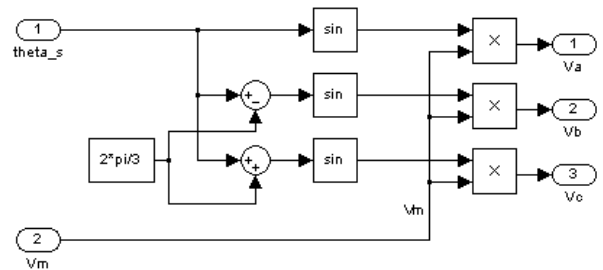 1
theta_s
sin
×
1
Va
+
−
sin
×
2
Vb
2*pi/3
+
+
sin
×
3
Vc
Vm
2
Vm